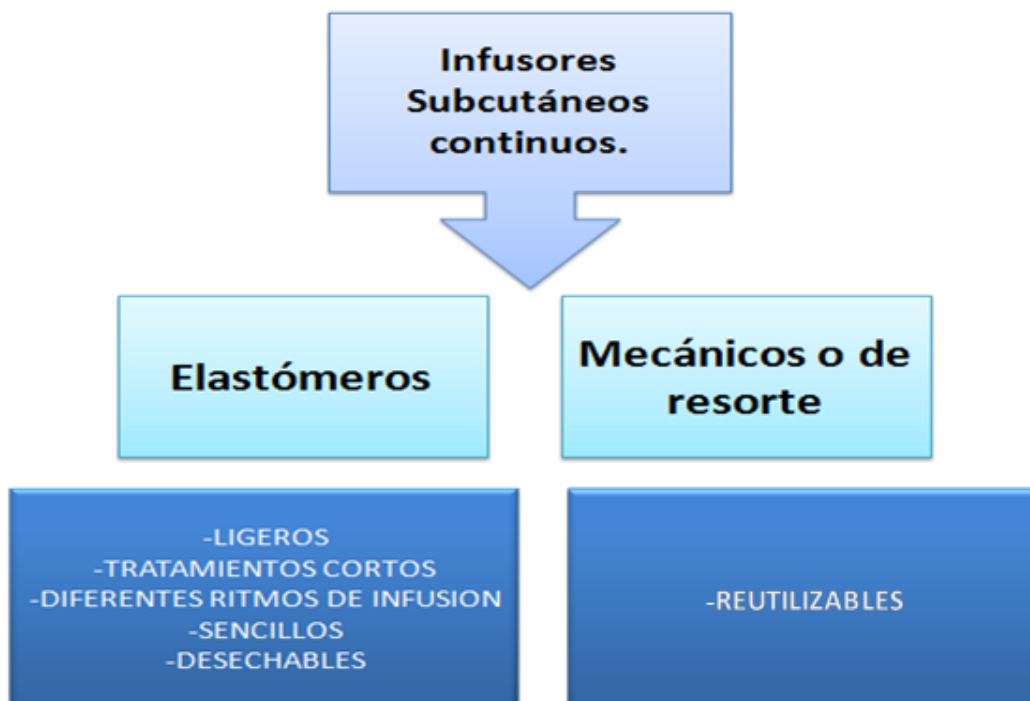 Infusores
Subcutáneos
continuos.
Elastómeros
Mecánicos o de
resorte
-LIGEROS
-TRATAMIENTOS CORTOS
-DIFERENTES RITMOS DE INFUSION
-SENCILLOS
-DESECHABLES
-REUTILIZABLES